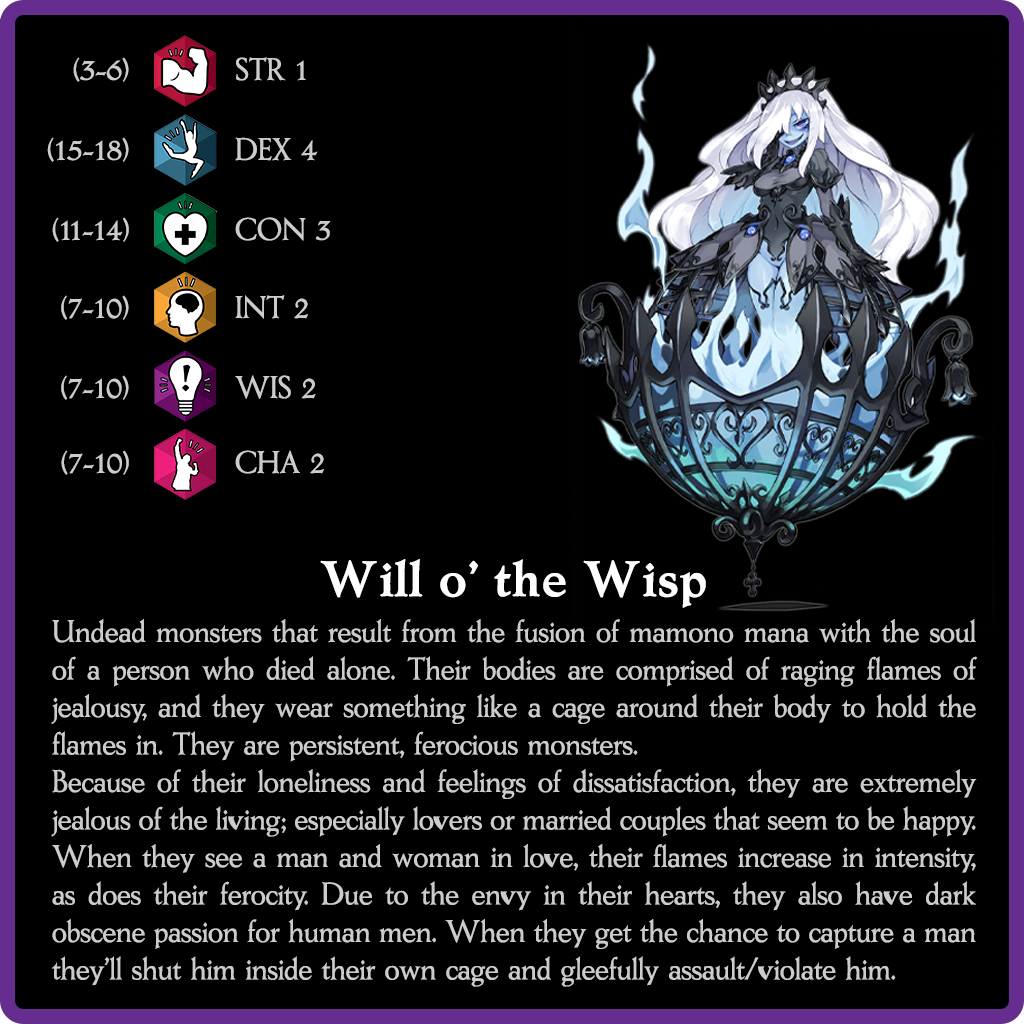 (3-6) STR 1
(15-18) DEX 4
(11-14) CON 3
(7-10) INT 2
(7-10) WIS 2
(7-10) CHA 2
Will o' the Wisp
Undead monsters that result from the fusion of mamono mana with the soul
of a person who died alone. Their bodies are comprised of raging flames of
jealousy, and they wear something like a cage around their body to hold the
flames in. They are persistent, ferocious monsters.
Because of their loneliness and feelings of dissatisfaction, they are extremely
jealous of the living; especially lovers or married couples that seem to be happy.
When they see a man and woman in love, their flames increase in intensity,
as does their ferocity. Due to the envy in their hearts, they also have dark
obscene passion for human men. When they get the chance to capture a man
they'll shut him inside their own cage and gleefully assault/violate him.